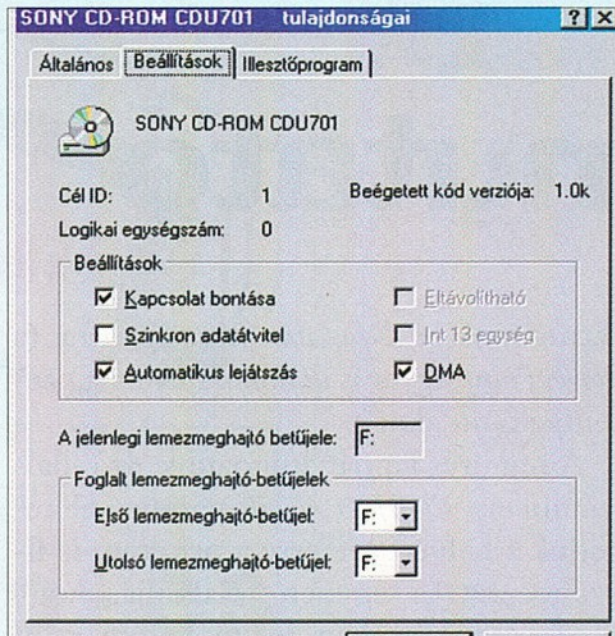 SONY CD-ROM CDU701 tulajdonságai
Általános Beállítások Illesztőprogram
SONY CD-ROM CDU701
Cél ID: 1 Beégetett kód verziója: 1.0k
Logikai egységszám: 0
Beállítások
Kapcsolat bontása Eltávolítható
Szinkron adatátvitel Int 13 egység
Automatikus lejátszás DMA
A jelenlegi lemezmeghajtó betűjele: F:
Foglalt lemezmeghajtó-betűjelek
Első lemezmeghajtó-betűjel: F:
Utolsó lemezmeghajtó-betűjel: F: